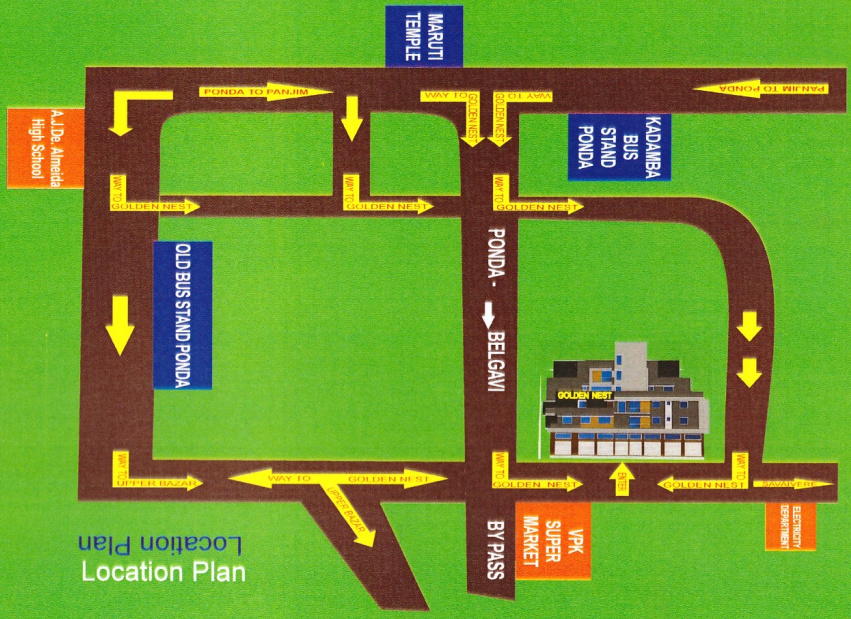 MARUTI
TEMPLE
PONDA TO PANJIM
WAY TO
GOLDEN NEST
WAY TO
GOLDEN NEST
PANJIM TO PONDA
A.J.De. Almeida
High School
KADAMBA
BUS
STAND
PONDA
WAY TO
GOLDEN NEST
WAY TO
GOLDEN NEST
WAY TO
GOLDEN NEST
OLD BUS STAND PONDA
PONDA - BELGAVI
BY PASS
GOLDEN NEST
WAY TO
UPPER BAZAR
WAY TO GOLDEN NEST
UPPER BAZAR
WAY TO
GOLDEN NEST
ENTER
WAY TO
GOLDEN NEST
SAVAIVERE
VPK
SUPER
MARKET
ELECTRICITY
DEPARTMENT
Location Plan
Location Plan